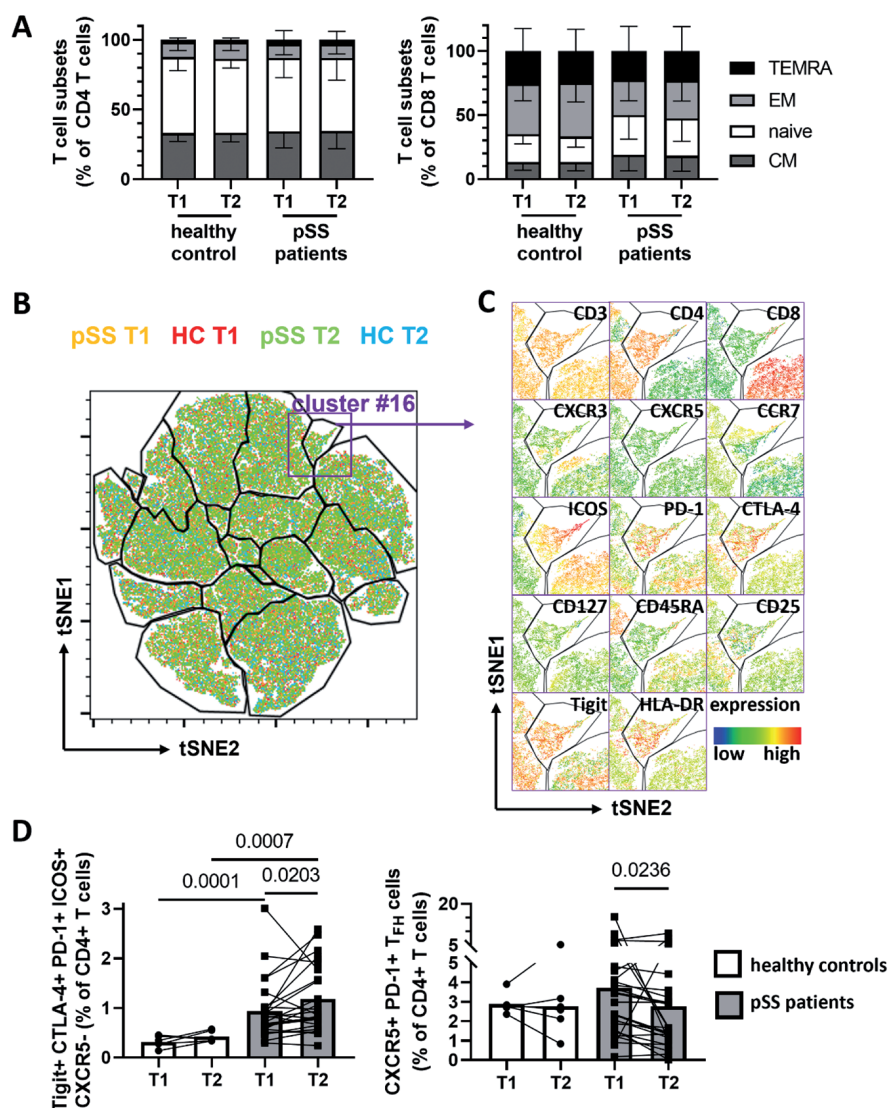 A
T cell subsets
(% of CD4 T cells)
100
50
0
T1 T2 T1 T2
healthy
control
pSS
patients
T cell subsets
(% of CD8 T cells)
100
50
0
T1 T2 T1 T2
healthy
control
pSS
patients
TEMRA
EM
naive
CM
B
pSS T1 HC T1 pSS T2 HC T2
cluster #16
tSNE1
tSNE2
C
CD3 CD4 CD8
CXCR3 CXCR5 CCR7
ICOS PD-1 CTLA-4
CD127 CD45RA CD25
Tigit HLA-DR expression
low high
tSNE1
tSNE2
D
Tigit+ CTLA-4+ PD-1+ ICOS+
CXCR5- (% of CD4+ T cells)
0.0007
0.0001 0.0203
3
2
1
0
T1 T2 T1 T2
CXCR5+ PD-1+ TFH cells
(% of CD4+ T cells)
0.0236
20
5
5
4
3
2
1
0
T1 T2 T1 T2
healthy controls
pSS patients